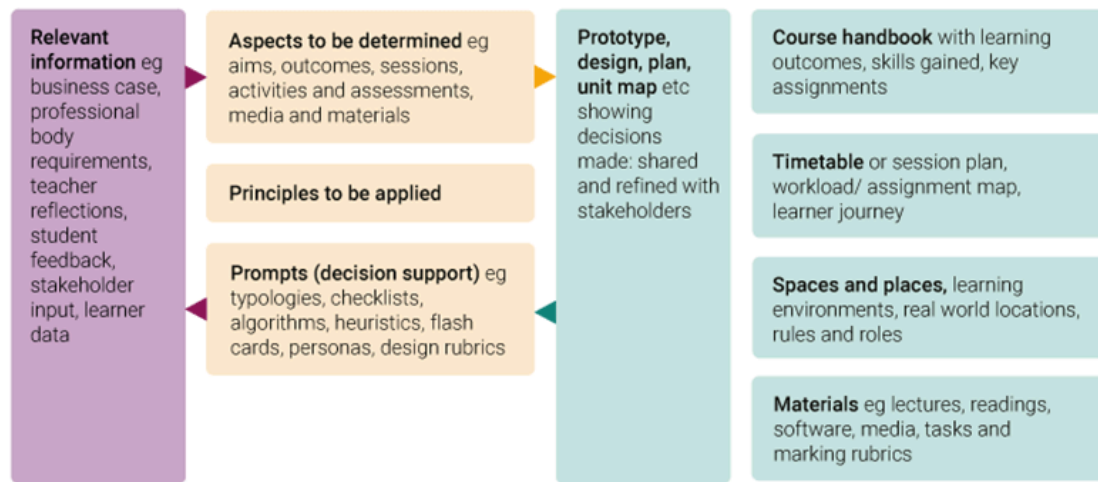 Relevant
information eg
business case,
professional
body
requirements,
teacher
reflections,
student
feedback,
stakeholder
input, learner
data
Aspects to be determined eg
aims, outcomes, sessions,
activities and assessments,
media and materials
Principles to be applied
Prompts (decision support) eg
typologies, checklists,
algorithms, heuristics, flash
cards, personas, design rubrics
Prototype,
design, plan,
unit map etc
showing
decisions
made: shared
and refined with
stakeholders
Course handbook with learning
outcomes, skills gained, key
assignments
Timetable or session plan,
workload/ assignment map,
learner journey
Spaces and places, learning
environments, real world locations,
rules and roles
Materials eg lectures, readings,
software, media, tasks and
marking rubrics